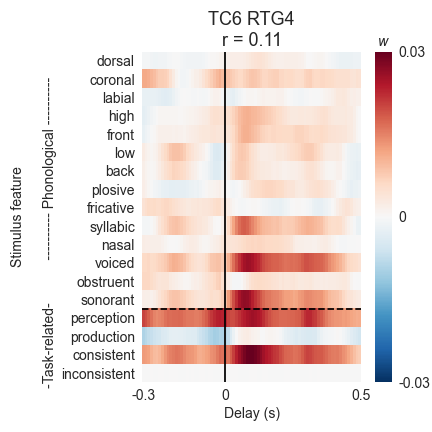 TC6 RTG4
r = 0.11
w
dorsal
coronal
labial
high
front
low
back
plosive
fricative
syllabic
nasal
voiced
obstruent
sonorant
perception
production
consistent
inconsistent
Stimulus feature
-Task-related- ----------- Phonological ----------
0.03
0
-0.03
-0.3 0 0.5
Delay (s)